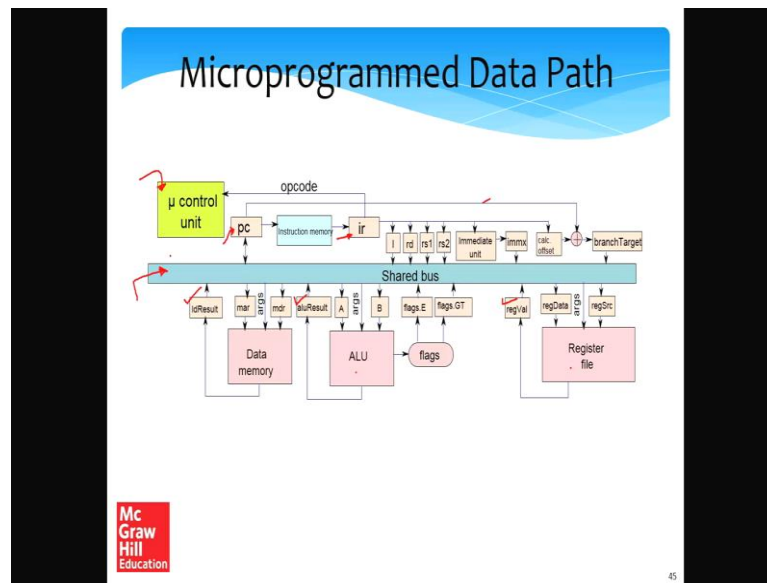 Microprogrammed Data Path
opcode
μ control
unit
pc
Instruction memory
ir
I
rd
rs1
rs2
Immediate
unit
immx
calc.
offset
branchTarget
Shared bus
ldResult
mar
args
mdr
aluResult
A
args
B
flags.E
flags.GT
regVal
regData
args
regSrc
Data
memory
ALU
flags
Register
file
Mc
Graw
Hill
Education
45